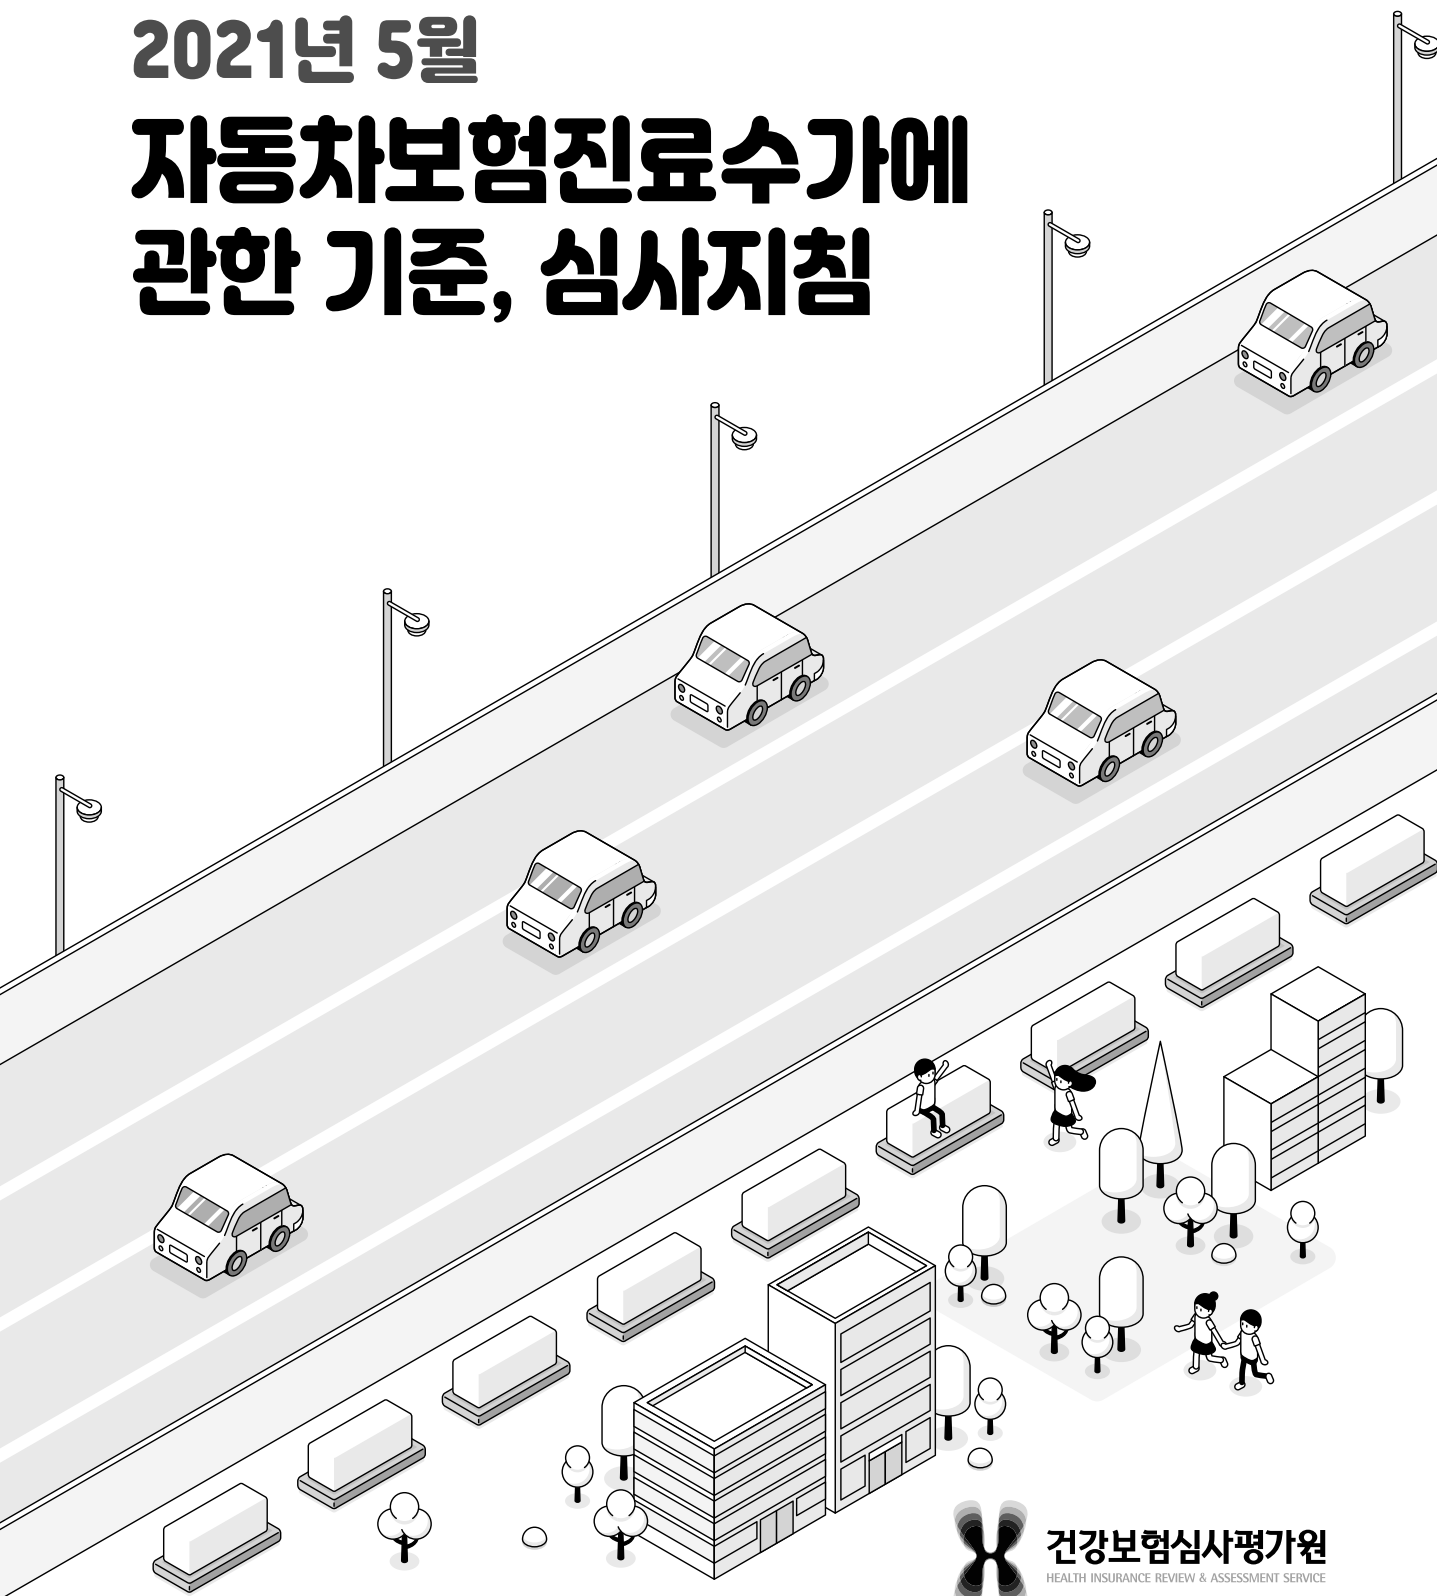 2021년 5월
자동차보험진료수가에
관한 기준, 심사지침
건강보험심사평가원
HEALTH INSURANCE REVIEW & ASSESSMENT SERVICE